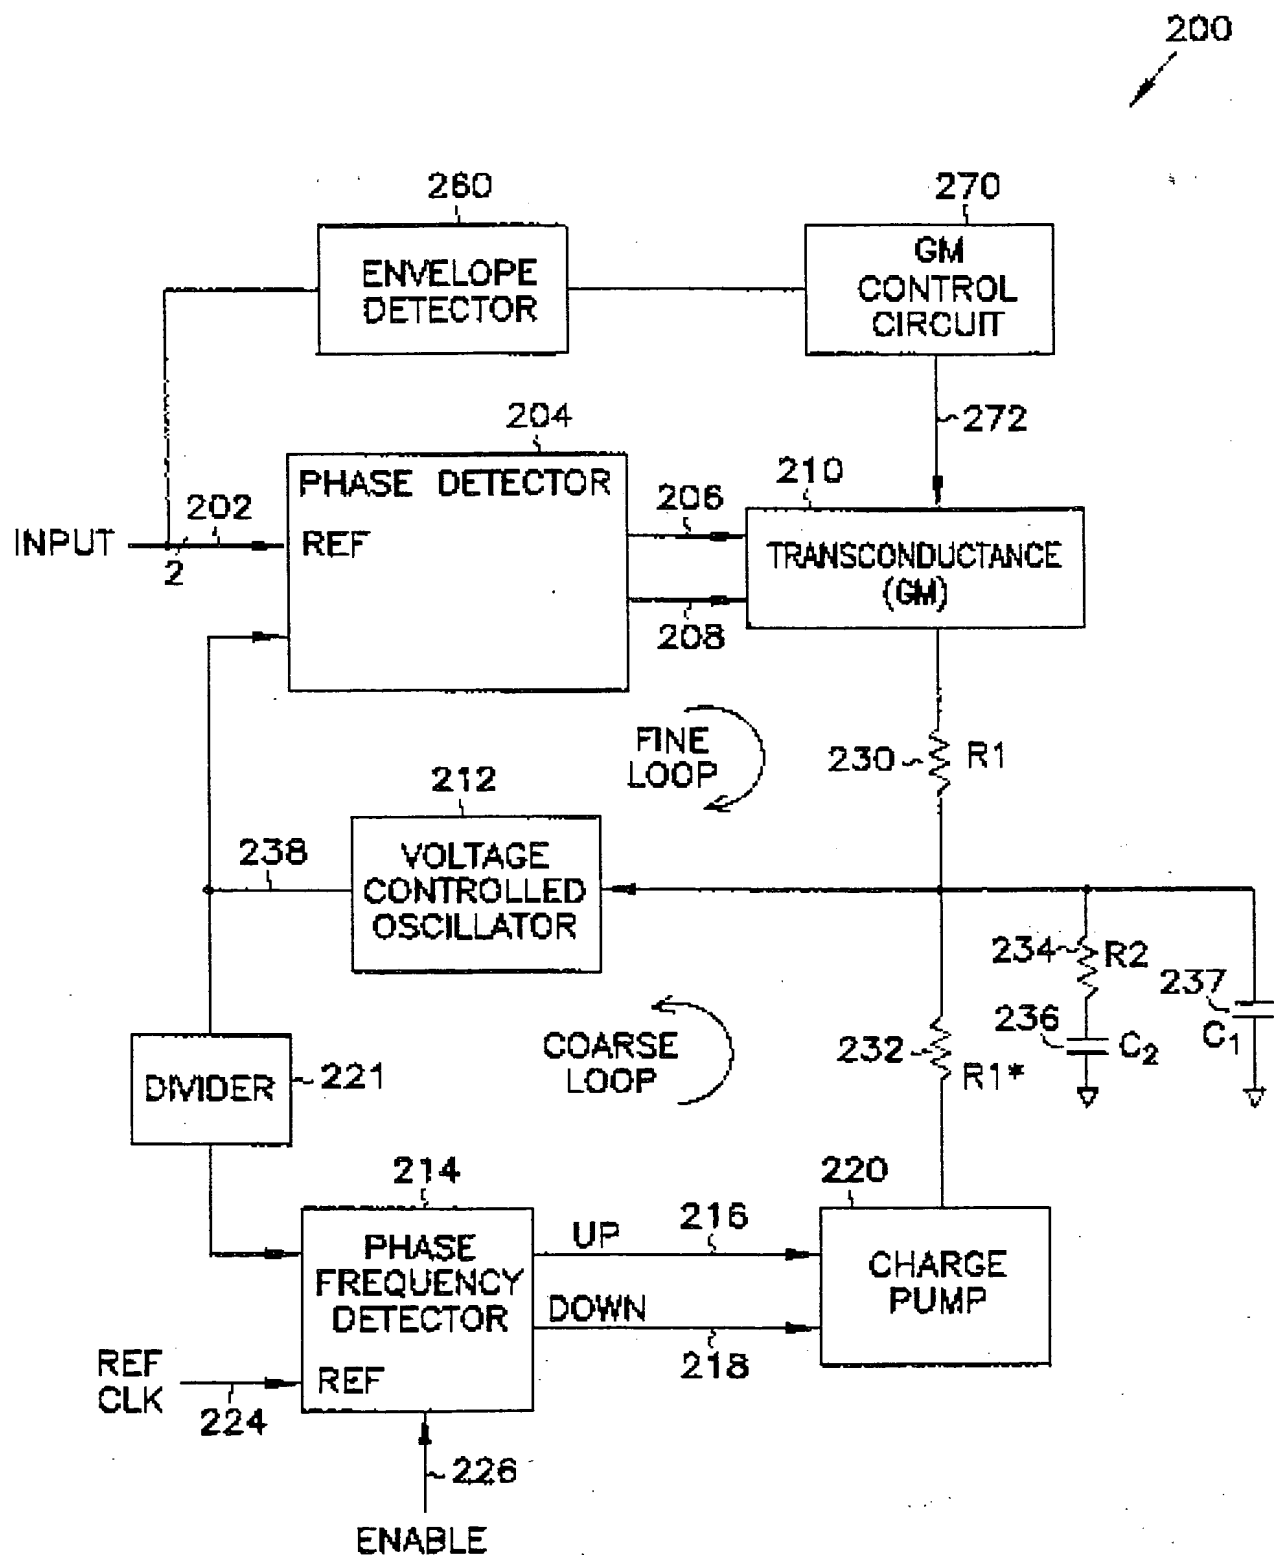 200
260
270
ENVELOPE
DETECTOR
GM
CONTROL
CIRCUIT
272
204
PHASE DETECTOR
210
202
206
INPUT
REF
2
TRANSCONDUCTANCE
(GM)
208
FINE
LOOP
230
R1
212
238
VOLTAGE
CONTROLLED
OSCILLATOR
234
R2
237
236
C2
C1
COARSE
LOOP
232
R1*
DIVIDER
221
214
220
PHASE
FREQUENCY
DETECTOR
UP
216
CHARGE
PUMP
DOWN
218
REF
CLK
REF
224
226
ENABLE